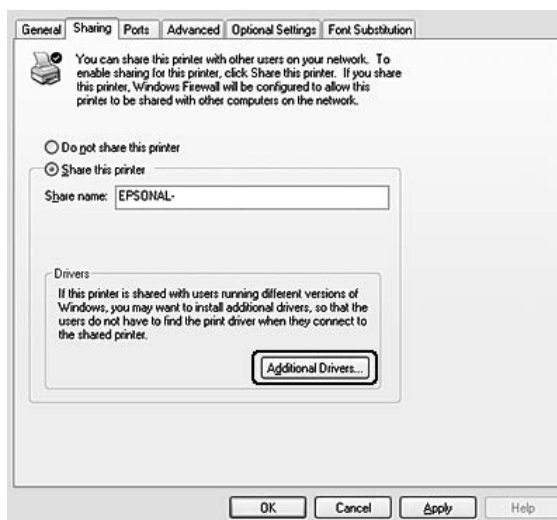 General Sharing Ports Advanced Optional Settings Font Substitution
You can share this printer with other users on your network. To
enable sharing for this printer, click Share this printer. If you share
this printer, Windows Firewall will be configured to allow this
printer to be shared with other computers on the network.
Do not share this printer
Share this printer
Share name: EPSONAL-
Drivers
If this printer is shared with users running different versions of
Windows, you may want to install additional drivers, so that the
users do not have to find the print driver when they connect to
the shared printer.
Additional Drivers...
OK Cancel Apply Help